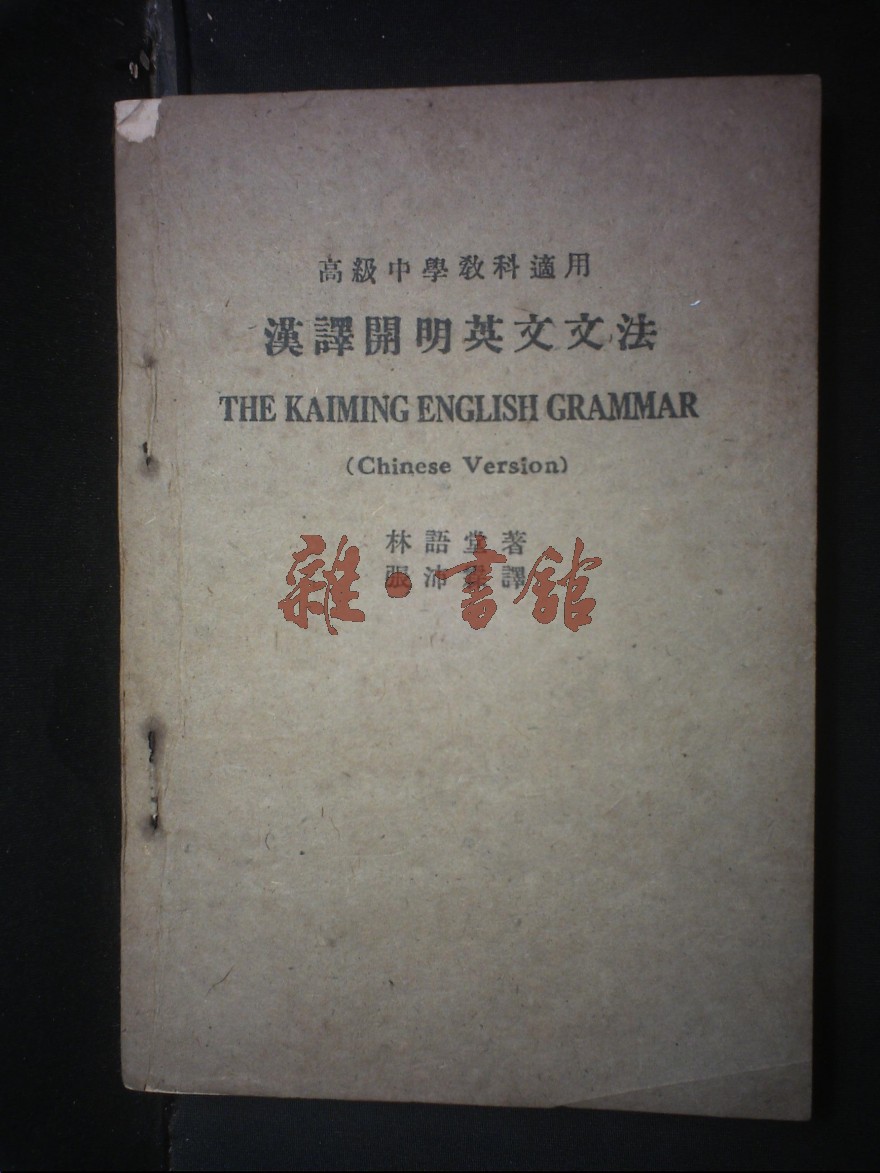 高級中學教科適用
漢譯開明英文文法
THE KAIMING ENGLISH GRAMMAR
(Chinese Version)
林語堂著
張沛霖譯
雜·書館